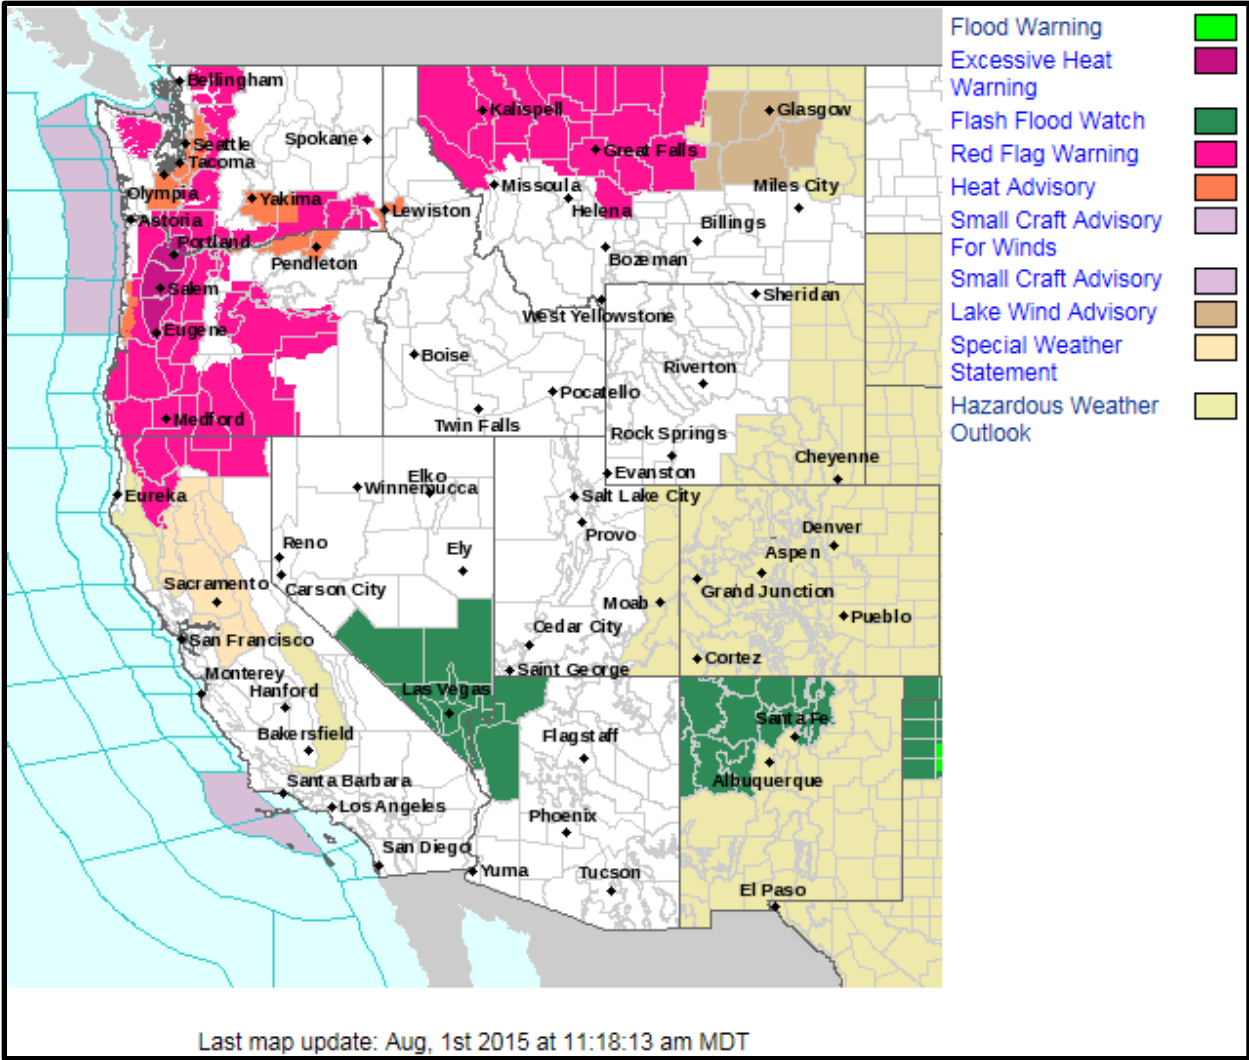 Flood Warning
Excessive Heat
Warning
Flash Flood Watch
Red Flag Warning
Heat Advisory
Small Craft Advisory
For Winds
Small Craft Advisory
Lake Wind Advisory
Special Weather
Statement
Hazardous Weather
Outlook
Bellingham
Kalispell
Glasgow
Spokane
Seattle
Great Falls
Tacoma
Missoula
Miles City
Olympia
Yakima
Lewiston
Helena
Astoria
Billings
Portland
Pendleton
Bozeman
Salem
Sheridan
West Yellowstone
Eugene
Boise
Riverton
Pocatello
Medford
Twin Falls
Rock Springs
Cheyenne
Elko
Evanston
Winnemucca
Eureka
Salt Lake City
Provo
Denver
Reno
Ely
Aspen
Sacramento
Carson City
Grand Junction
Moab
Pueblo
Cedar City
San Francisco
Cortez
Saint George
Monterey
Hanford
Las Vegas
Santa Fe
Bakersfield
Flagstaff
Santa Barbara
Albuquerque
Los Angeles
Phoenix
San Diego
Yuma
Tucson
El Paso
Last map update: Aug, 1st 2015 at 11:18:13 am MDT